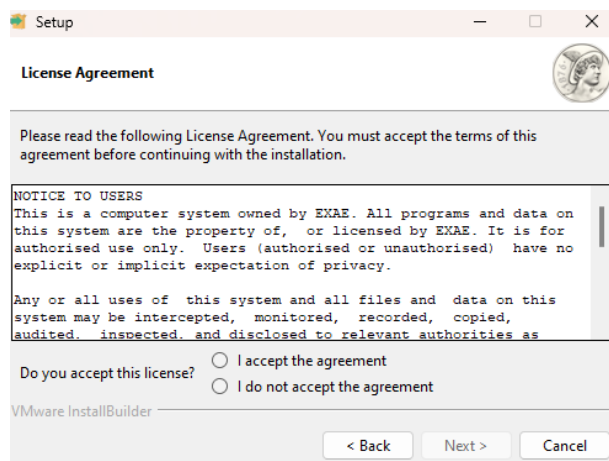 Setup
License Agreement
Please read the following License Agreement. You must accept the terms of this
agreement before continuing with the installation.
NOTICE TO USERS
This is a computer system owned by EXAE. All programs and data on
this system are the property of,  or licensed by EXAE. It is for
authorised use only.  Users (authorised or unauthorised)  have no
explicit or implicit expectation of privacy.
Any or all uses of  this system and all files and  data on this
system may be intercepted,  monitored,  recorded,  copied,
audited,  inspected, and disclosed to relevant authorities as
Do you accept this license?
I accept the agreement
I do not accept the agreement
VMware InstallBuilder
< Back
Next >
Cancel